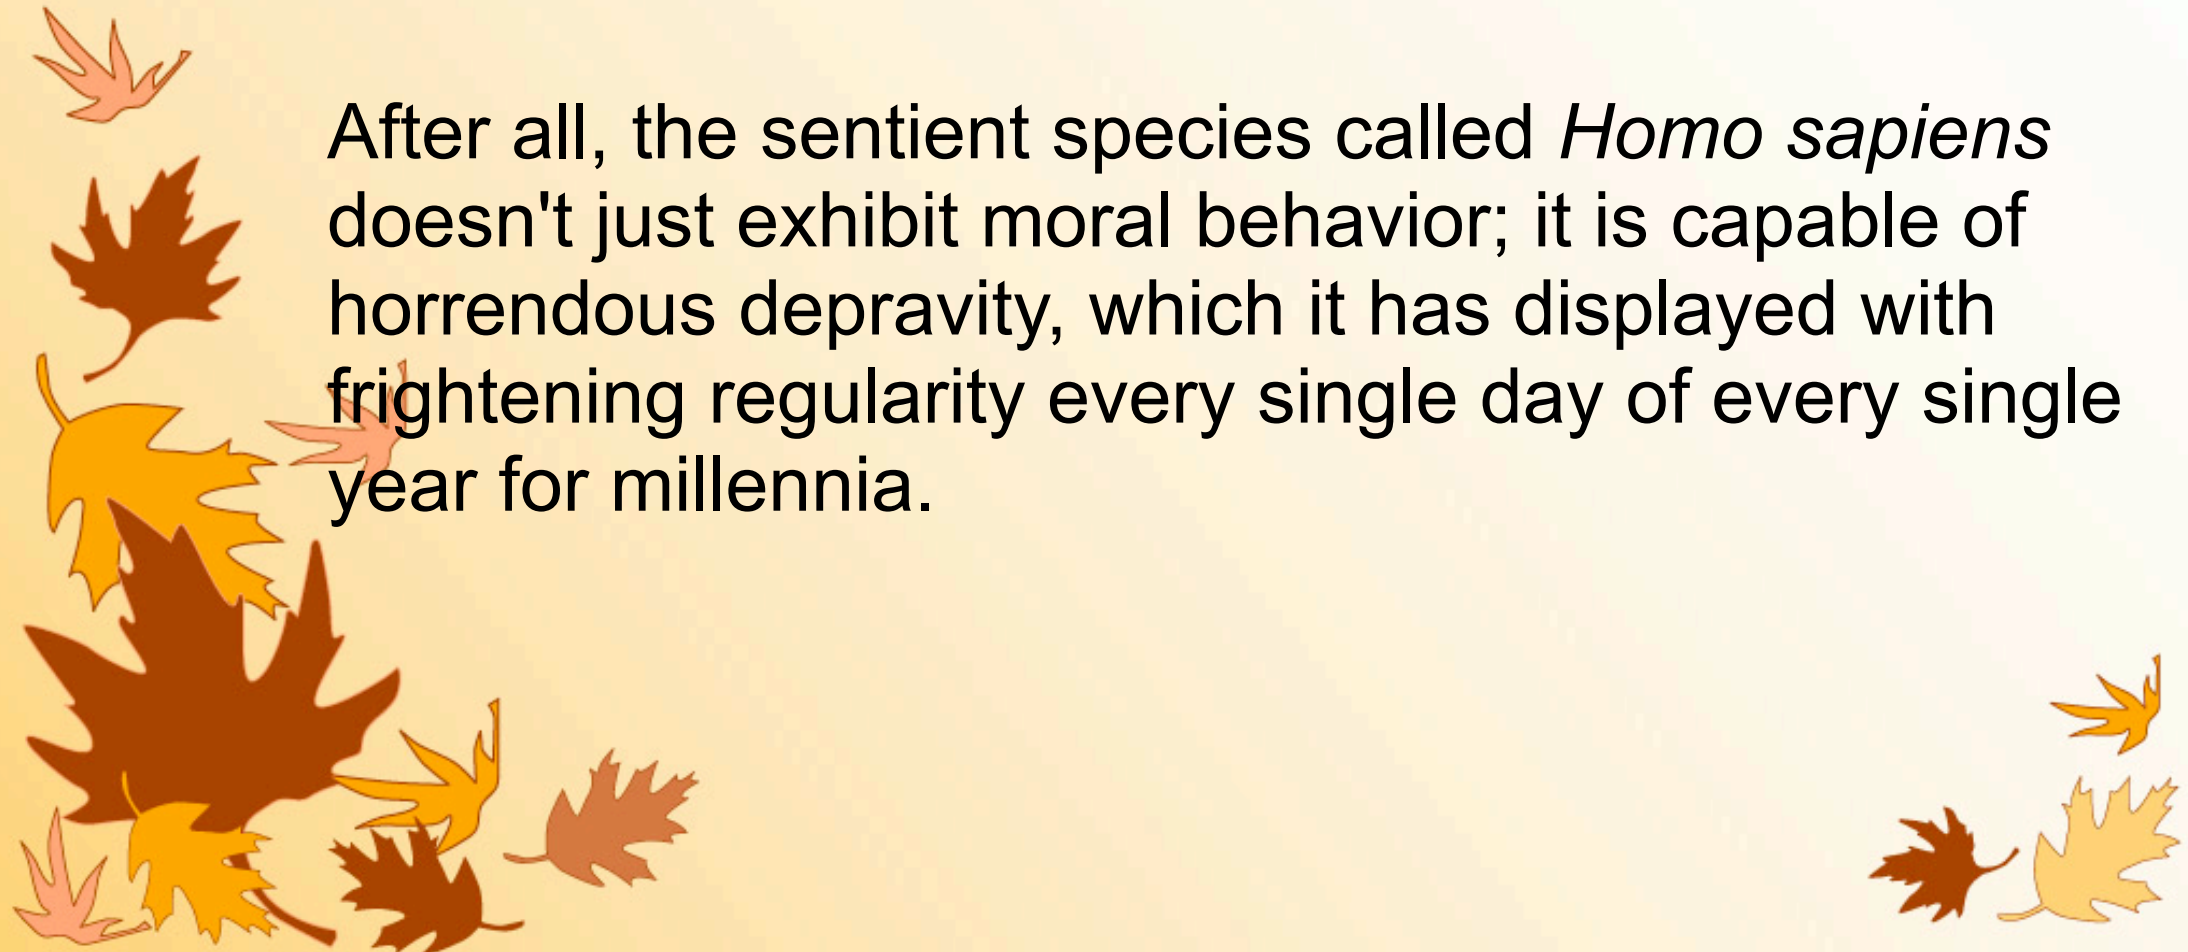 After all, the sentient species called Homo sapiens
doesn't just exhibit moral behavior; it is capable of
horrendous depravity, which it has displayed with
frightening regularity every single day of every single
year for millennia.